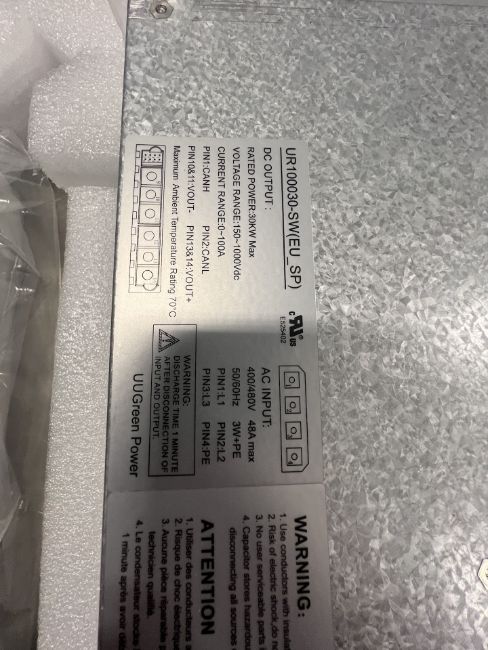 UR100030-SW(EU_SP)
DC OUTPUT :
RATED POWER:30KW Max
VOLTAGE RANGE:150~1000Vdc
CURRENT RANGE:0~100A
PIN1:CANH PIN2:CANL
PIN10&11:VOUT- PIN13&14:VOUT+
Maximum Ambient Temperature Rating 70°C
c RU ® US
E525402
AC INPUT:
400/480V 48A max
50/60Hz 3W+PE
PIN1:L1 PIN2:L2
PIN3:L3 PIN4:PE
WARNING:
DISCHARGE TIME 1 MINUTE
AFTER DISCONNECTION OF
INPUT AND OUTPUT.
UUGreen Power
WARNING:
1. Use conductors with
2. Risk of electric shock,do
3. No user serviceable parts
4. Capacitor stores
disconnecting all sources
ATTENTION
1. Utiliser des conducteurs
2. Risque de choc
3. Aucune pièce réparable
technicien qualifié.
4. Le condensateur stocke
1 minute après avoir